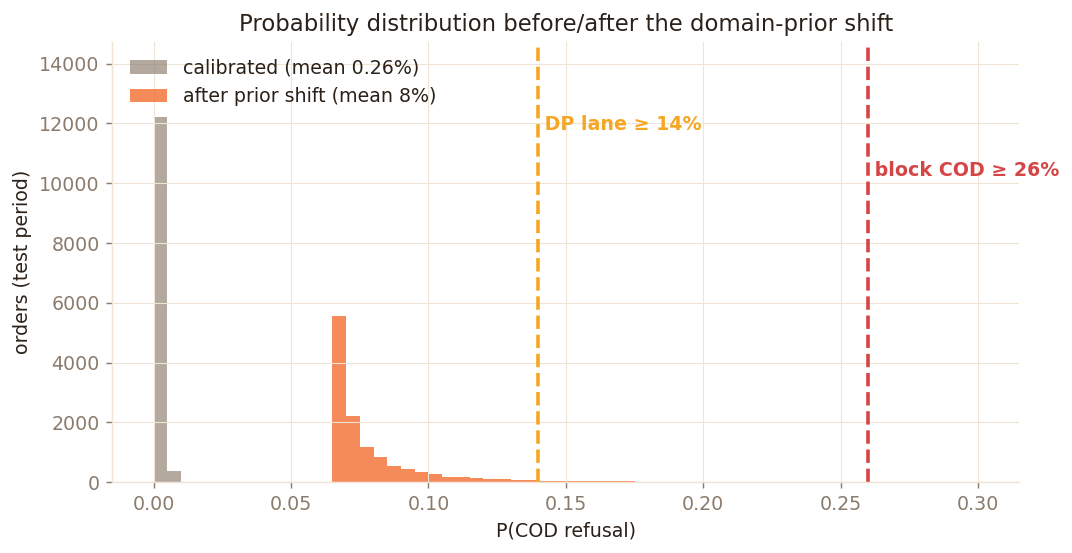 Probability distribution before/after the domain-prior shift
calibrated (mean 0.26%)
after prior shift (mean 8%)
DP lane ≥ 14%
block COD ≥ 26%
orders (test period)
14000
12000
10000
8000
6000
4000
2000
0
0.00 0.05 0.10 0.15 0.20 0.25 0.30
P(COD refusal)